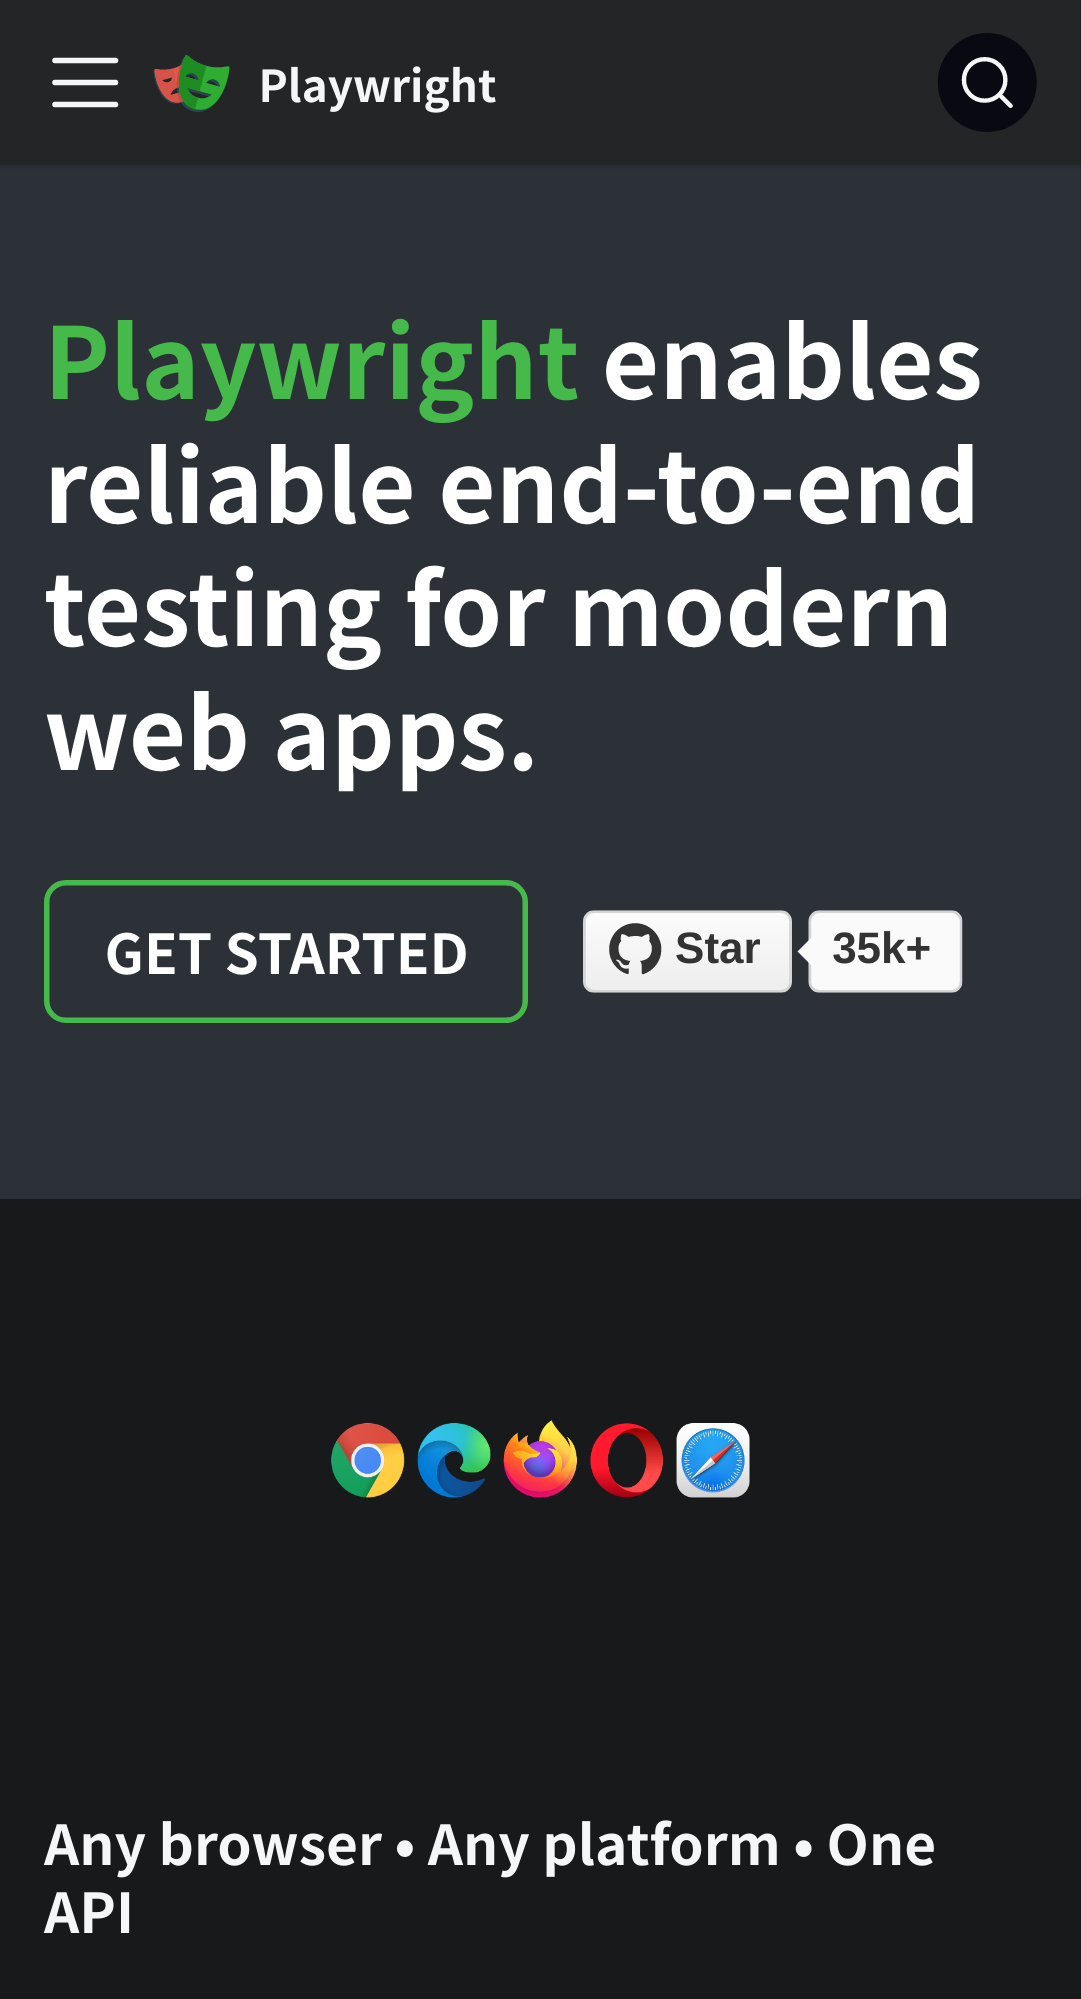 Playwright
Playwright enables
reliable end-to-end
testing for modern
web apps.
GET STARTED
Star
35k+
Any browser • Any platform • One
API